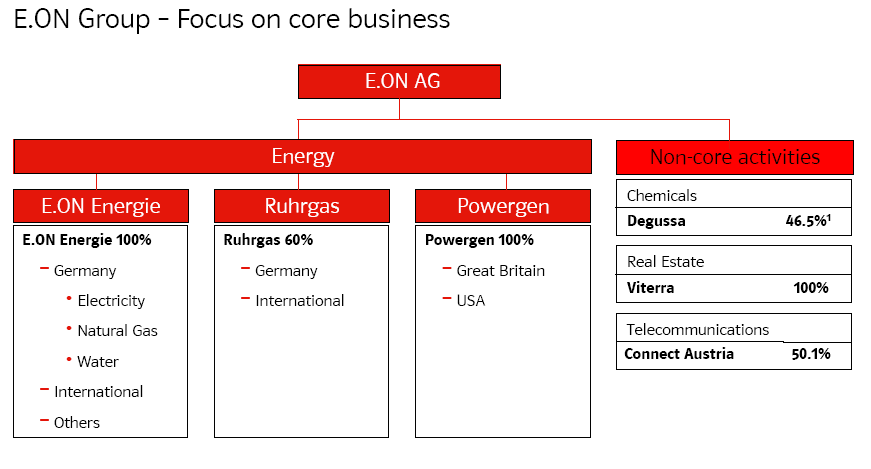 E.ON Group – Focus on core business
E.ON AG
Energy
Non-core activities
E.ON Energie
Ruhrgas
Powergen
E.ON Energie 100%
– Germany
• Electricity
• Natural Gas
• Water
– International
– Others
Ruhrgas 60%
– Germany
– International
Powergen 100%
– Great Britain
– USA
Chemicals
Degussa 46.5%¹
Real Estate
Viterra 100%
Telecommunications
Connect Austria 50.1%